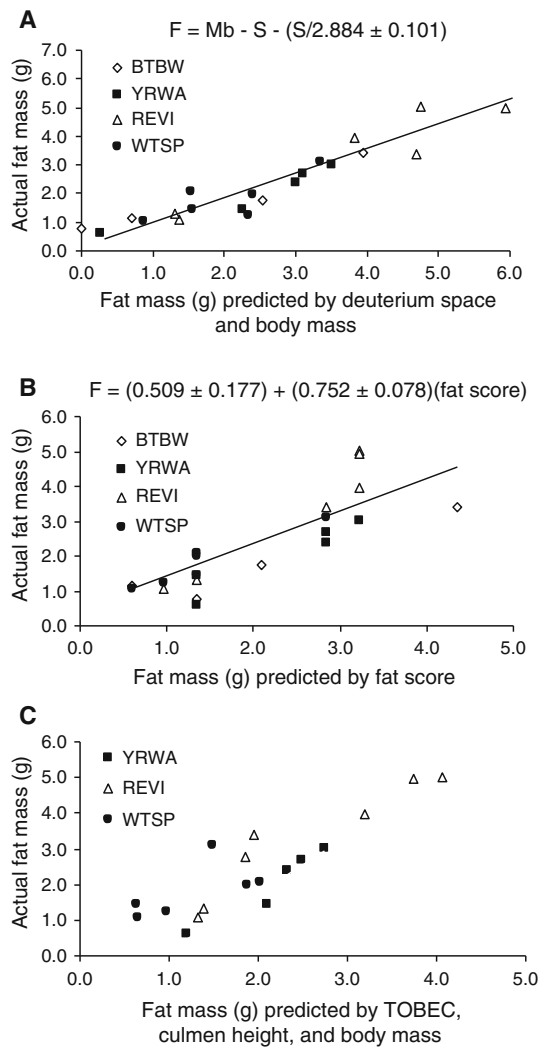 A
F = Mb - S - (S/2.884 ± 0.101)
7.0
6.0
5.0
4.0
3.0
2.0
1.0
0.0
Actual fat mass (g)
BTBW
YRWA
REVI
WTSP
0.0 1.0 2.0 3.0 4.0 5.0 6.0
Fat mass (g) predicted by deuterium space
and body mass
B
F = (0.509 ± 0.177) + (0.752 ± 0.078)(fat score)
6.0
5.0
4.0
3.0
2.0
1.0
0.0
Actual fat mass (g)
BTBW
YRWA
REVI
WTSP
0.0 1.0 2.0 3.0 4.0 5.0
Fat mass (g) predicted by fat score
C
6.0
5.0
4.0
3.0
2.0
1.0
0.0
Actual fat mass (g)
YRWA
REVI
WTSP
0.0 1.0 2.0 3.0 4.0 5.0
Fat mass (g) predicted by TOBEC,
culmen height, and body mass